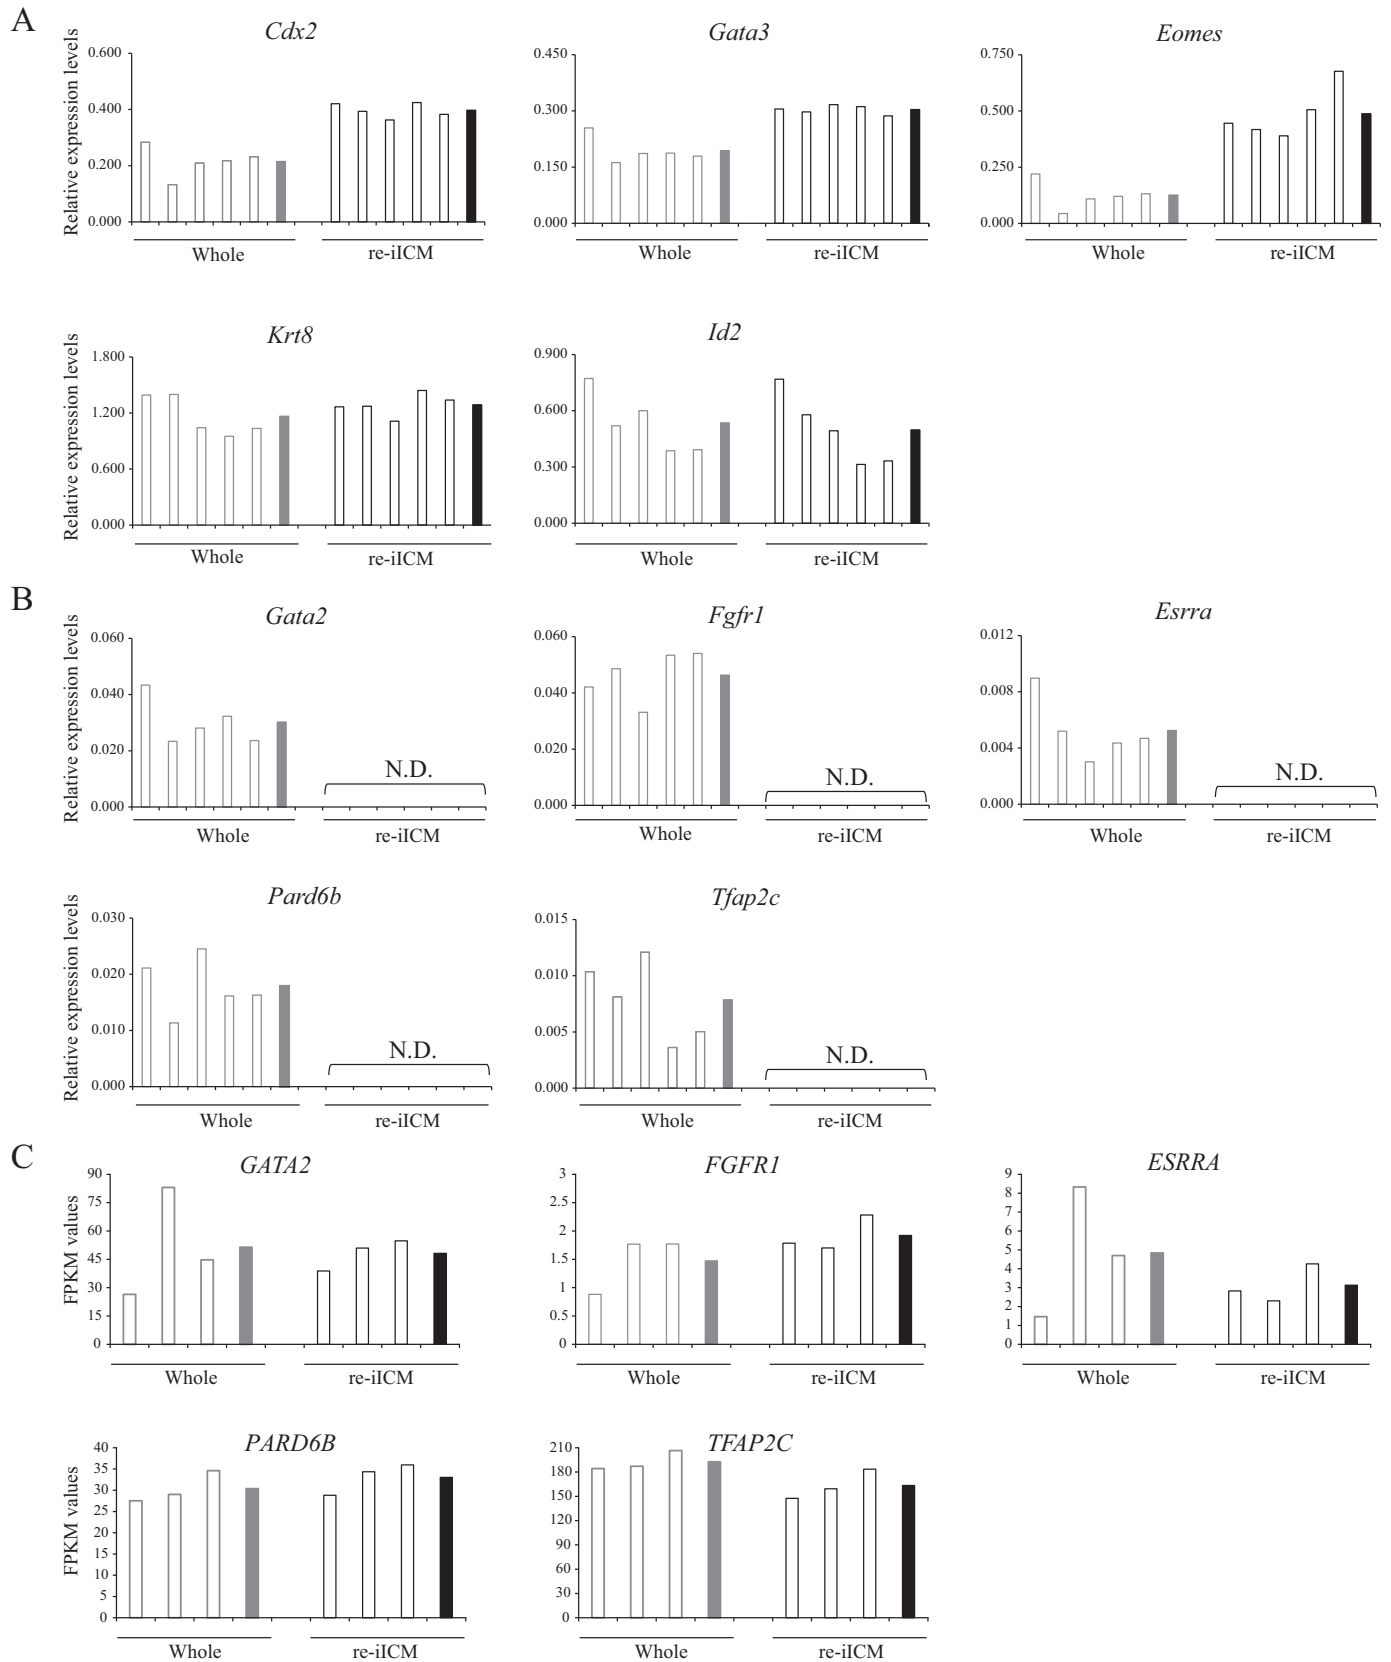 A
Cdx2
Gata3
Eomes
Relative expression levels
0.600
0.400
0.200
0.000
Whole
re-iICM
0.450
0.300
0.150
0.000
Whole
re-iICM
0.750
0.500
0.250
0.000
Whole
re-iICM
Krt8
Id2
Relative expression levels
1.800
1.200
0.600
0.000
Whole
re-iICM
0.900
0.600
0.300
0.000
Whole
re-iICM
B
Gata2
Fgfr1
Esrra
Relative expression levels
0.060
0.040
0.020
0.000
N.D.
Whole
re-iICM
0.060
0.040
0.020
0.000
N.D.
Whole
re-iICM
0.012
0.008
0.004
0.000
N.D.
Whole
re-iICM
Pard6b
Tfap2c
Relative expression levels
0.030
0.020
0.010
0.000
N.D.
Whole
re-iICM
0.015
0.010
0.005
0.000
N.D.
Whole
re-iICM
C
GATA2
FGFR1
ESRRA
FPKM values
90
75
60
45
30
15
0
Whole
re-iICM
3
2.5
2
1.5
1
0.5
0
Whole
re-iICM
9
8
7
6
5
4
3
2
1
0
Whole
re-iICM
PARD6B
TFAP2C
FPKM values
40
35
30
25
20
15
10
5
0
Whole
re-iICM
210
180
150
120
90
60
30
0
Whole
re-iICM